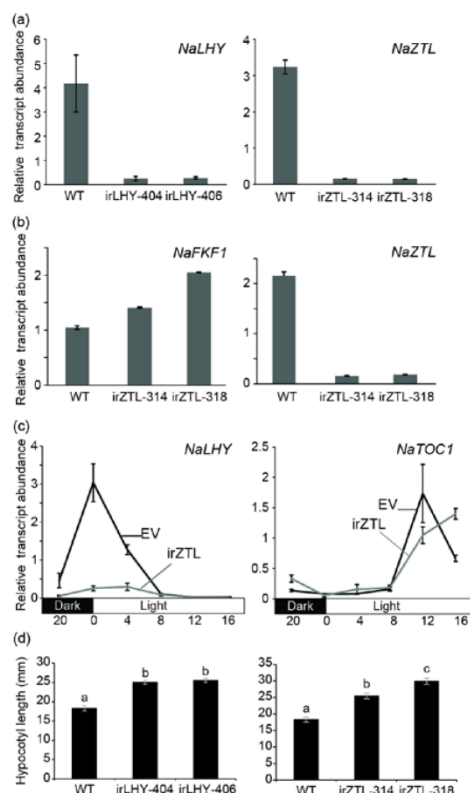 (a)
NaLHY
NaZTL
Relative transcript abundance
6
5
4
3
2
1
0
WT irLHY-404 irLHY-406
4
3
2
1
0
WT irZTL-314 irZTL-318
(b)
NaFKF1
NaZTL
Relative transcript abundance
2
1
0
WT irZTL-314 irZTL-318
2
1
0
WT irZTL-314 irZTL-318
(c)
NaLHY
NaTOC1
Relative transcript abundance
4
3
2
1
0
EV
irZTL
Dark Light
20 0 4 8 12 16
2.5
2
1.5
1
0.5
0
EV
irZTL
Dark Light
20 0 4 8 12 16
(d)
Hypocotyl length (mm)
30
25
20
15
10
5
0
a b b
WT irLHY-404 irLHY-406
35
30
25
20
15
10
5
0
a b c
WT irZTL-314 irZTL-318